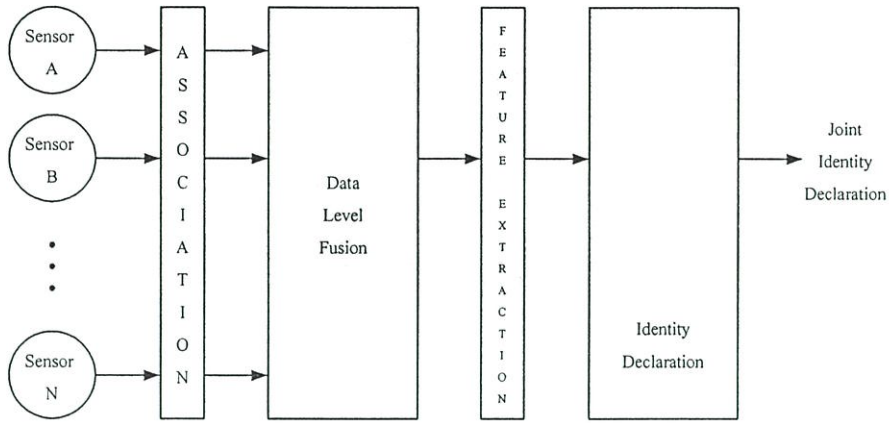 Sensor
A
Sensor
B
Sensor
N
ASSOCIATION
Data
Level
Fusion
FEATURE EXTRACTION
Identity
Declaration
Joint
Identity
Declaration